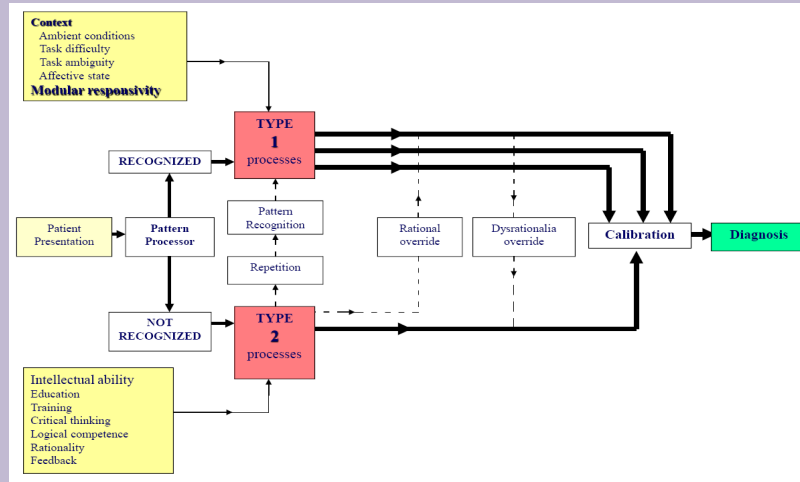 Context
Ambient conditions
Task difficulty
Task ambiguity
Affective state
Modular responsivity
TYPE
1
processes
RECOGNIZED
Patient
Presentation
Pattern
Processor
Pattern
Recognition
Rational
override
Dysrationalia
override
Calibration
Diagnosis
Repetition
NOT
RECOGNIZED
TYPE
2
processes
Intellectual ability
Education
Training
Critical thinking
Logical competence
Rationality
Feedback